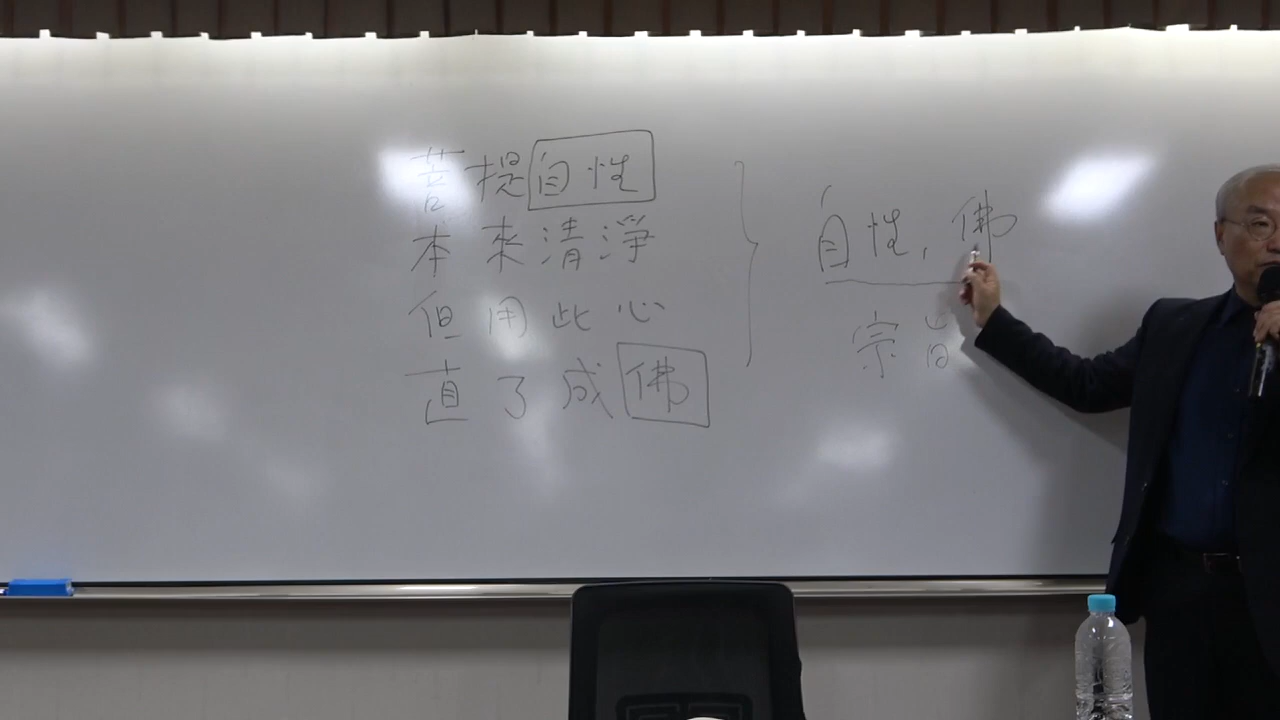 菩提自性
本來清淨
但用此心
直了成佛
自性, 佛
宗旨